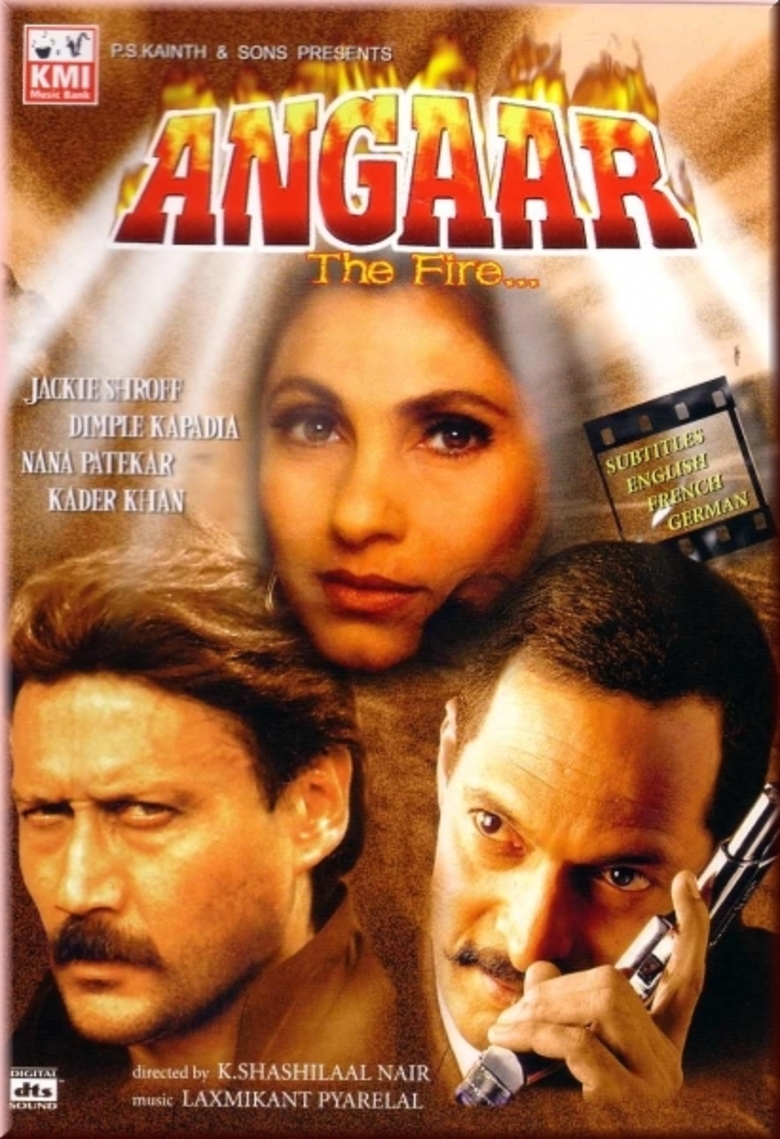 KMI
Music Bank
P.S.KAINTH & SONS PRESENTS
ANGAAR
The Fire...
JACKIE SHROFF
DIMPLE KAPADIA
NANA PATEKAR
KADER KHAN
SUBTITLES
ENGLISH
FRENCH
GERMAN
DIGITAL
dts
SOUND
directed by K.SHASHILAAL NAIR
music LAXMIKANT PYARELAL